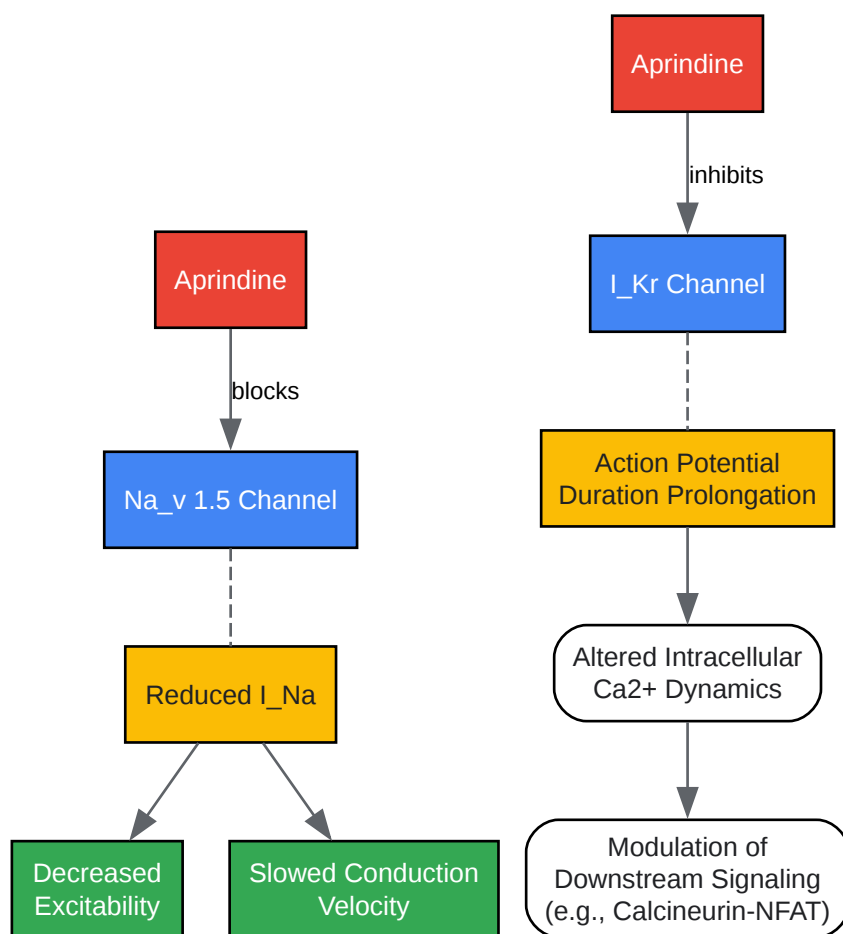 Aprindine
blocks
Na_v 1.5 Channel
Reduced I_Na
Decreased
Excitability
Slowed Conduction
Velocity
Aprindine
inhibits
I_Kr Channel
Action Potential
Duration Prolongation
Altered Intracellular
Ca2+ Dynamics
Modulation of
Downstream Signaling
(e.g., Calcineurin-NFAT)